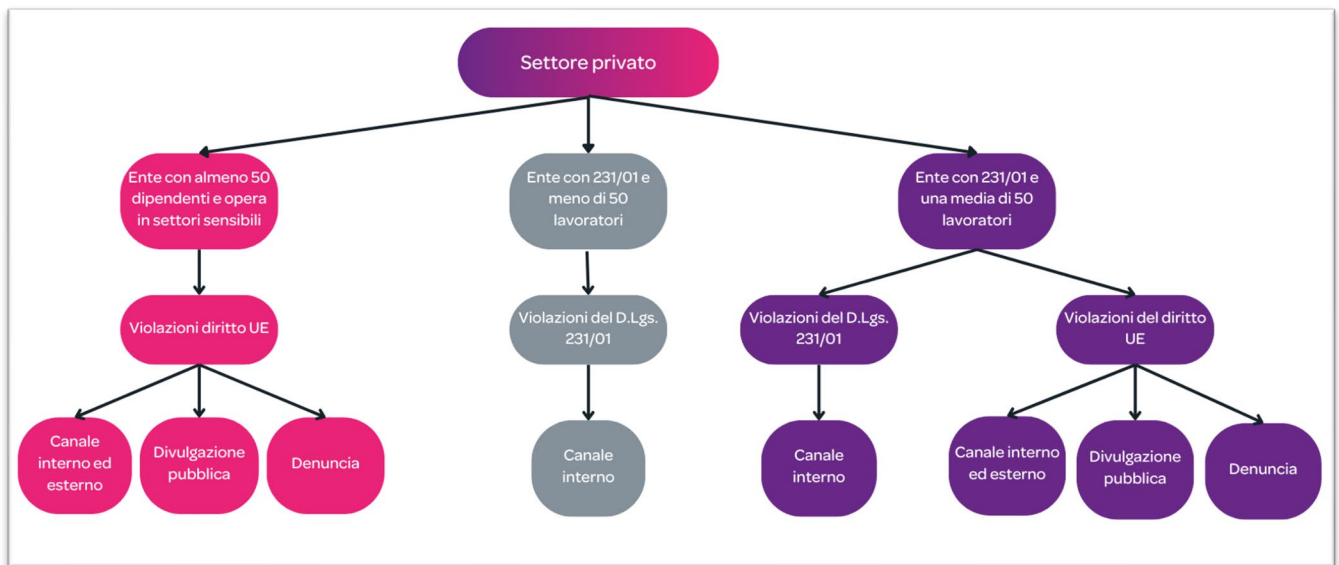 Settore privato
Ente con almeno 50
dipendenti e opera
in settori sensibili
Ente con 231/01 e
meno di 50
lavoratori
Ente con 231/01 e
una media di 50
lavoratori
Violazioni diritto UE
Violazioni del D.Lgs.
231/01
Violazioni del D.Lgs.
231/01
Violazioni del diritto
UE
Canale
interno ed
esterno
Divulgazione
pubblica
Denuncia
Canale
interno
Canale
interno
Canale interno
ed esterno
Divulgazione
pubblica
Denuncia